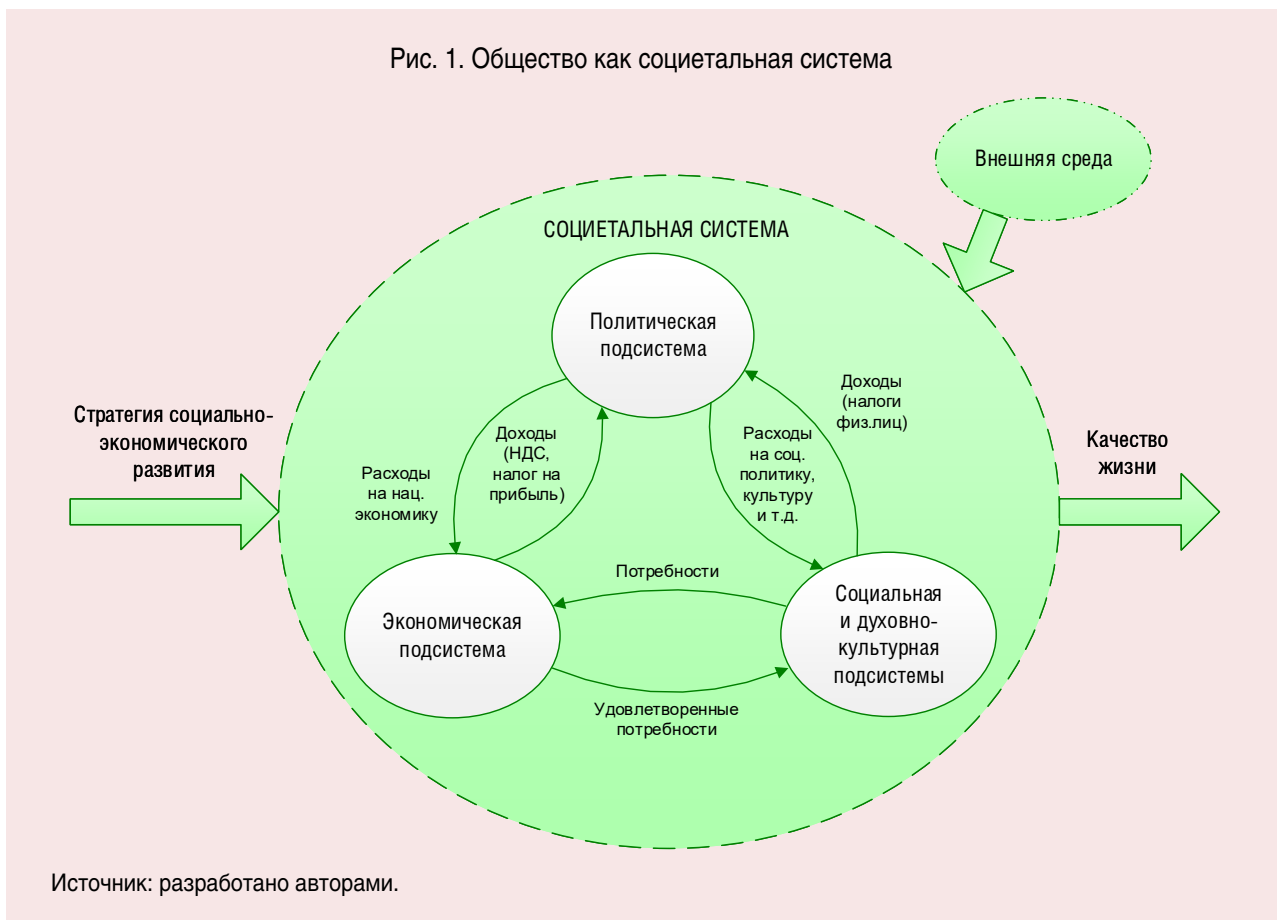 Рис. 1. Общество как социетальная система
Внешняя среда
СОЦИЕТАЛЬНАЯ СИСТЕМА
Политическая
подсистема
Стратегия социально-
экономического
развития
Расходы
на нац.
экономику
Доходы
(НДС,
налог на
прибыль)
Расходы
на соц.
политику,
культуру
и т.д.
Доходы
(налоги
физ.лиц)
Качество
жизни
Потребности
Экономическая
подсистема
Социальная
и духовно-
культурная
подсистемы
Удовлетворенные
потребности
Источник: разработано авторами.